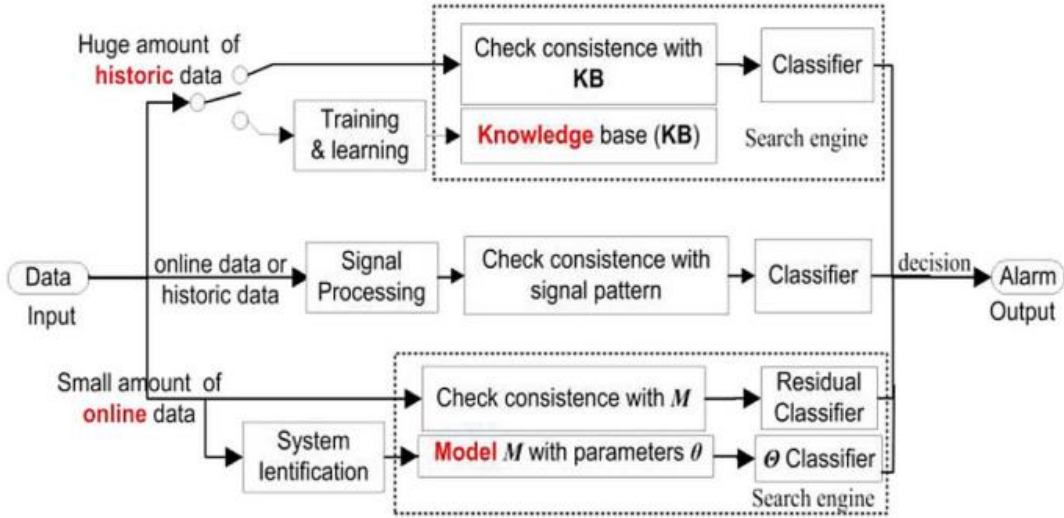 Huge amount of
historic data
Check consistence with
KB
Classifier
Training
& learning
Knowledge base (KB)
Search engine
Data
Input
online data or
historic data
Signal
Processing
Check consistence with
signal pattern
Classifier
decision
Alarm
Output
Small amount of
online data
Check consistence with M
Residual
Classifier
System
Ientification
Model M with parameters θ
Θ Classifier
Search engine